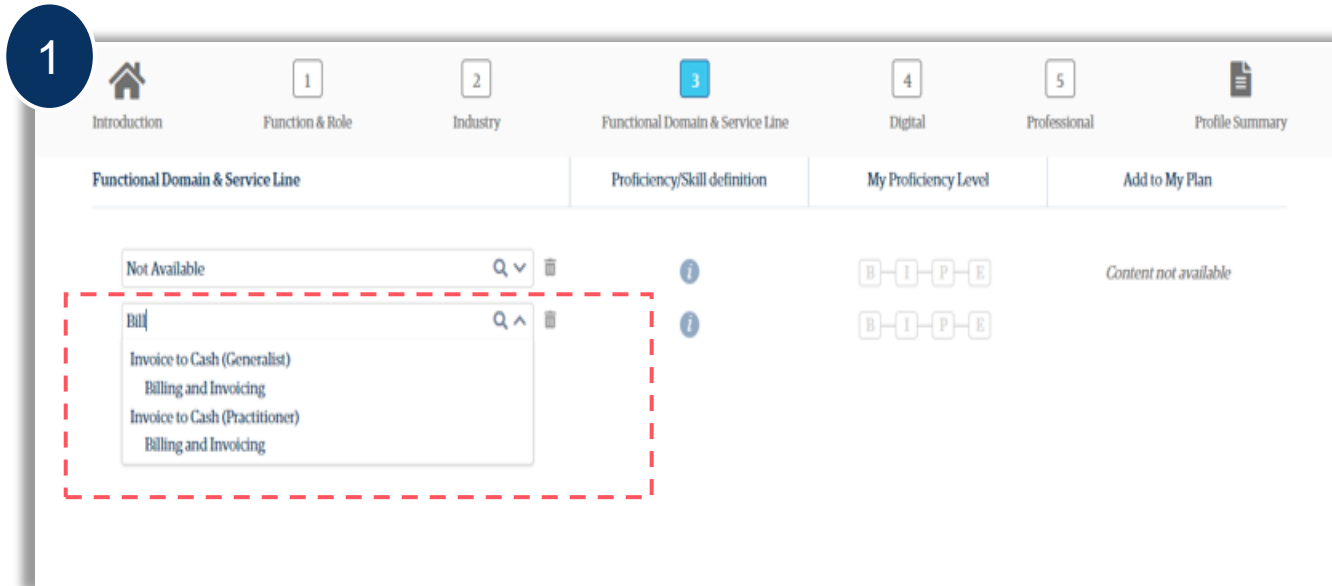 1
1 2 3 4 5
Introduction Function & Role Industry Functional Domain & Service Line Digital Professional Profile Summary
Functional Domain & Service Line Proficiency/Skill definition My Proficiency Level Add to My Plan
Not Available i B I P E Content not available
Bill i B I P E
Invoice to Cash (Generalist)
Billing and Invoicing
Invoice to Cash (Practitioner)
Billing and Invoicing